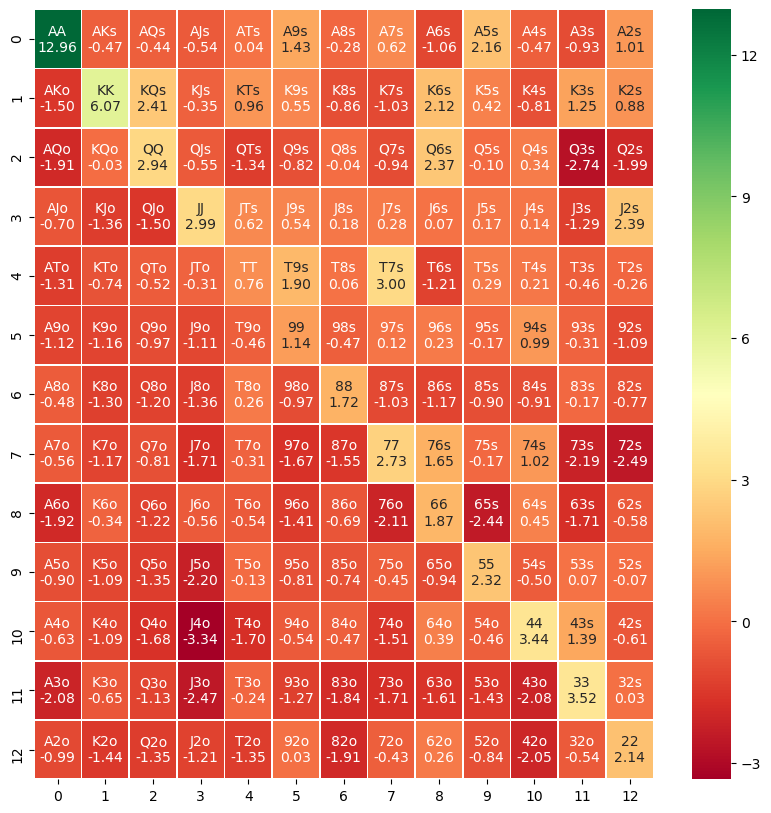 0 AA AKs AQs AJs ATs A9s A8s A7s A6s A5s A4s A3s A2s
12.96 -0.47 -0.44 -0.54 0.04 1.43 -0.28 0.62 -1.06 2.16 -0.47 -0.93 1.01
1 AKo KK KQs KJs KTs K9s K8s K7s K6s K5s K4s K3s K2s
-1.50 6.07 2.41 -0.35 0.96 0.55 -0.86 -1.03 2.12 0.42 -0.81 1.25 0.88
2 AQo KQo QQ QJs QTs Q9s Q8s Q7s Q6s Q5s Q4s Q3s Q2s
-1.91 -0.03 2.94 -0.55 -1.34 -0.82 -0.04 -0.94 2.37 -0.10 0.34 -2.74 -1.99
3 AJo KJo QJo JJ JTs J9s J8s J7s J6s J5s J4s J3s J2s
-0.70 -1.36 -1.50 2.99 0.62 0.54 0.18 0.28 0.07 0.17 0.14 -1.29 2.39
4 ATo KTo QTo JTo TT T9s T8s T7s T6s T5s T4s T3s T2s
-1.31 -0.74 -0.52 -0.31 0.76 1.90 0.06 3.00 -1.21 0.29 0.21 -0.46 -0.26
5 A9o K9o Q9o J9o T9o 99 98s 97s 96s 95s 94s 93s 92s
-1.12 -1.16 -0.97 -1.11 -0.46 1.14 -0.47 0.12 0.23 -0.17 0.99 -0.31 -1.09
6 A8o K8o Q8o J8o T8o 98o 88 87s 86s 85s 84s 83s 82s
-0.48 -1.30 -1.20 -1.36 0.26 -0.97 1.72 -1.03 -1.17 -0.90 -0.91 -0.17 -0.77
7 A7o K7o Q7o J7o T7o 97o 87o 77 76s 75s 74s 73s 72s
-0.56 -1.17 -0.81 -1.71 -0.31 -1.67 -1.55 2.73 1.65 -0.17 1.02 -2.19 -2.49
8 A6o K6o Q6o J6o T6o 96o 86o 76o 66 65s 64s 63s 62s
-1.92 -0.34 -1.22 -0.56 -0.54 -1.41 -0.69 -2.11 1.87 -2.44 0.45 -1.71 -0.58
9 A5o K5o Q5o J5o T5o 95o 85o 75o 65o 55 54s 53s 52s
-0.90 -1.09 -1.35 -2.20 -0.13 -0.81 -0.74 -0.45 -0.94 2.32 -0.50 0.07 -0.07
10 A4o K4o Q4o J4o T4o 94o 84o 74o 64o 54o 44 43s 42s
-0.63 -1.09 -1.68 -3.34 -1.70 -0.54 -0.47 -1.51 0.39 -0.46 3.44 1.39 -0.61
11 A3o K3o Q3o J3o T3o 93o 83o 73o 63o 53o 43o 33 32s
-2.08 -0.65 -1.13 -2.47 -0.24 -1.27 -1.84 -1.71 -1.61 -1.43 -2.08 3.52 0.03
12 A2o K2o Q2o J2o T2o 92o 82o 72o 62o 52o 42o 32o 22
-0.99 -1.44 -1.35 -1.21 -1.35 0.03 -1.91 -0.43 0.26 -0.84 -2.05 -0.54 2.14
0 1 2 3 4 5 6 7 8 9 10 11 12
12
9
6
3
0
−3